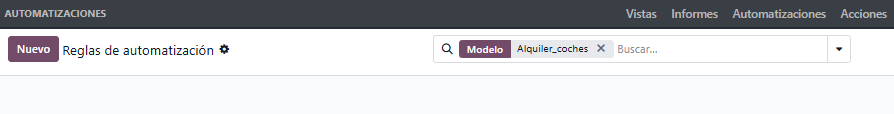 AUTOMATIZACIONES Vistas Informes Automatizaciones Acciones
Nuevo Reglas de automatización Modelo Alquiler_coches × Buscar...